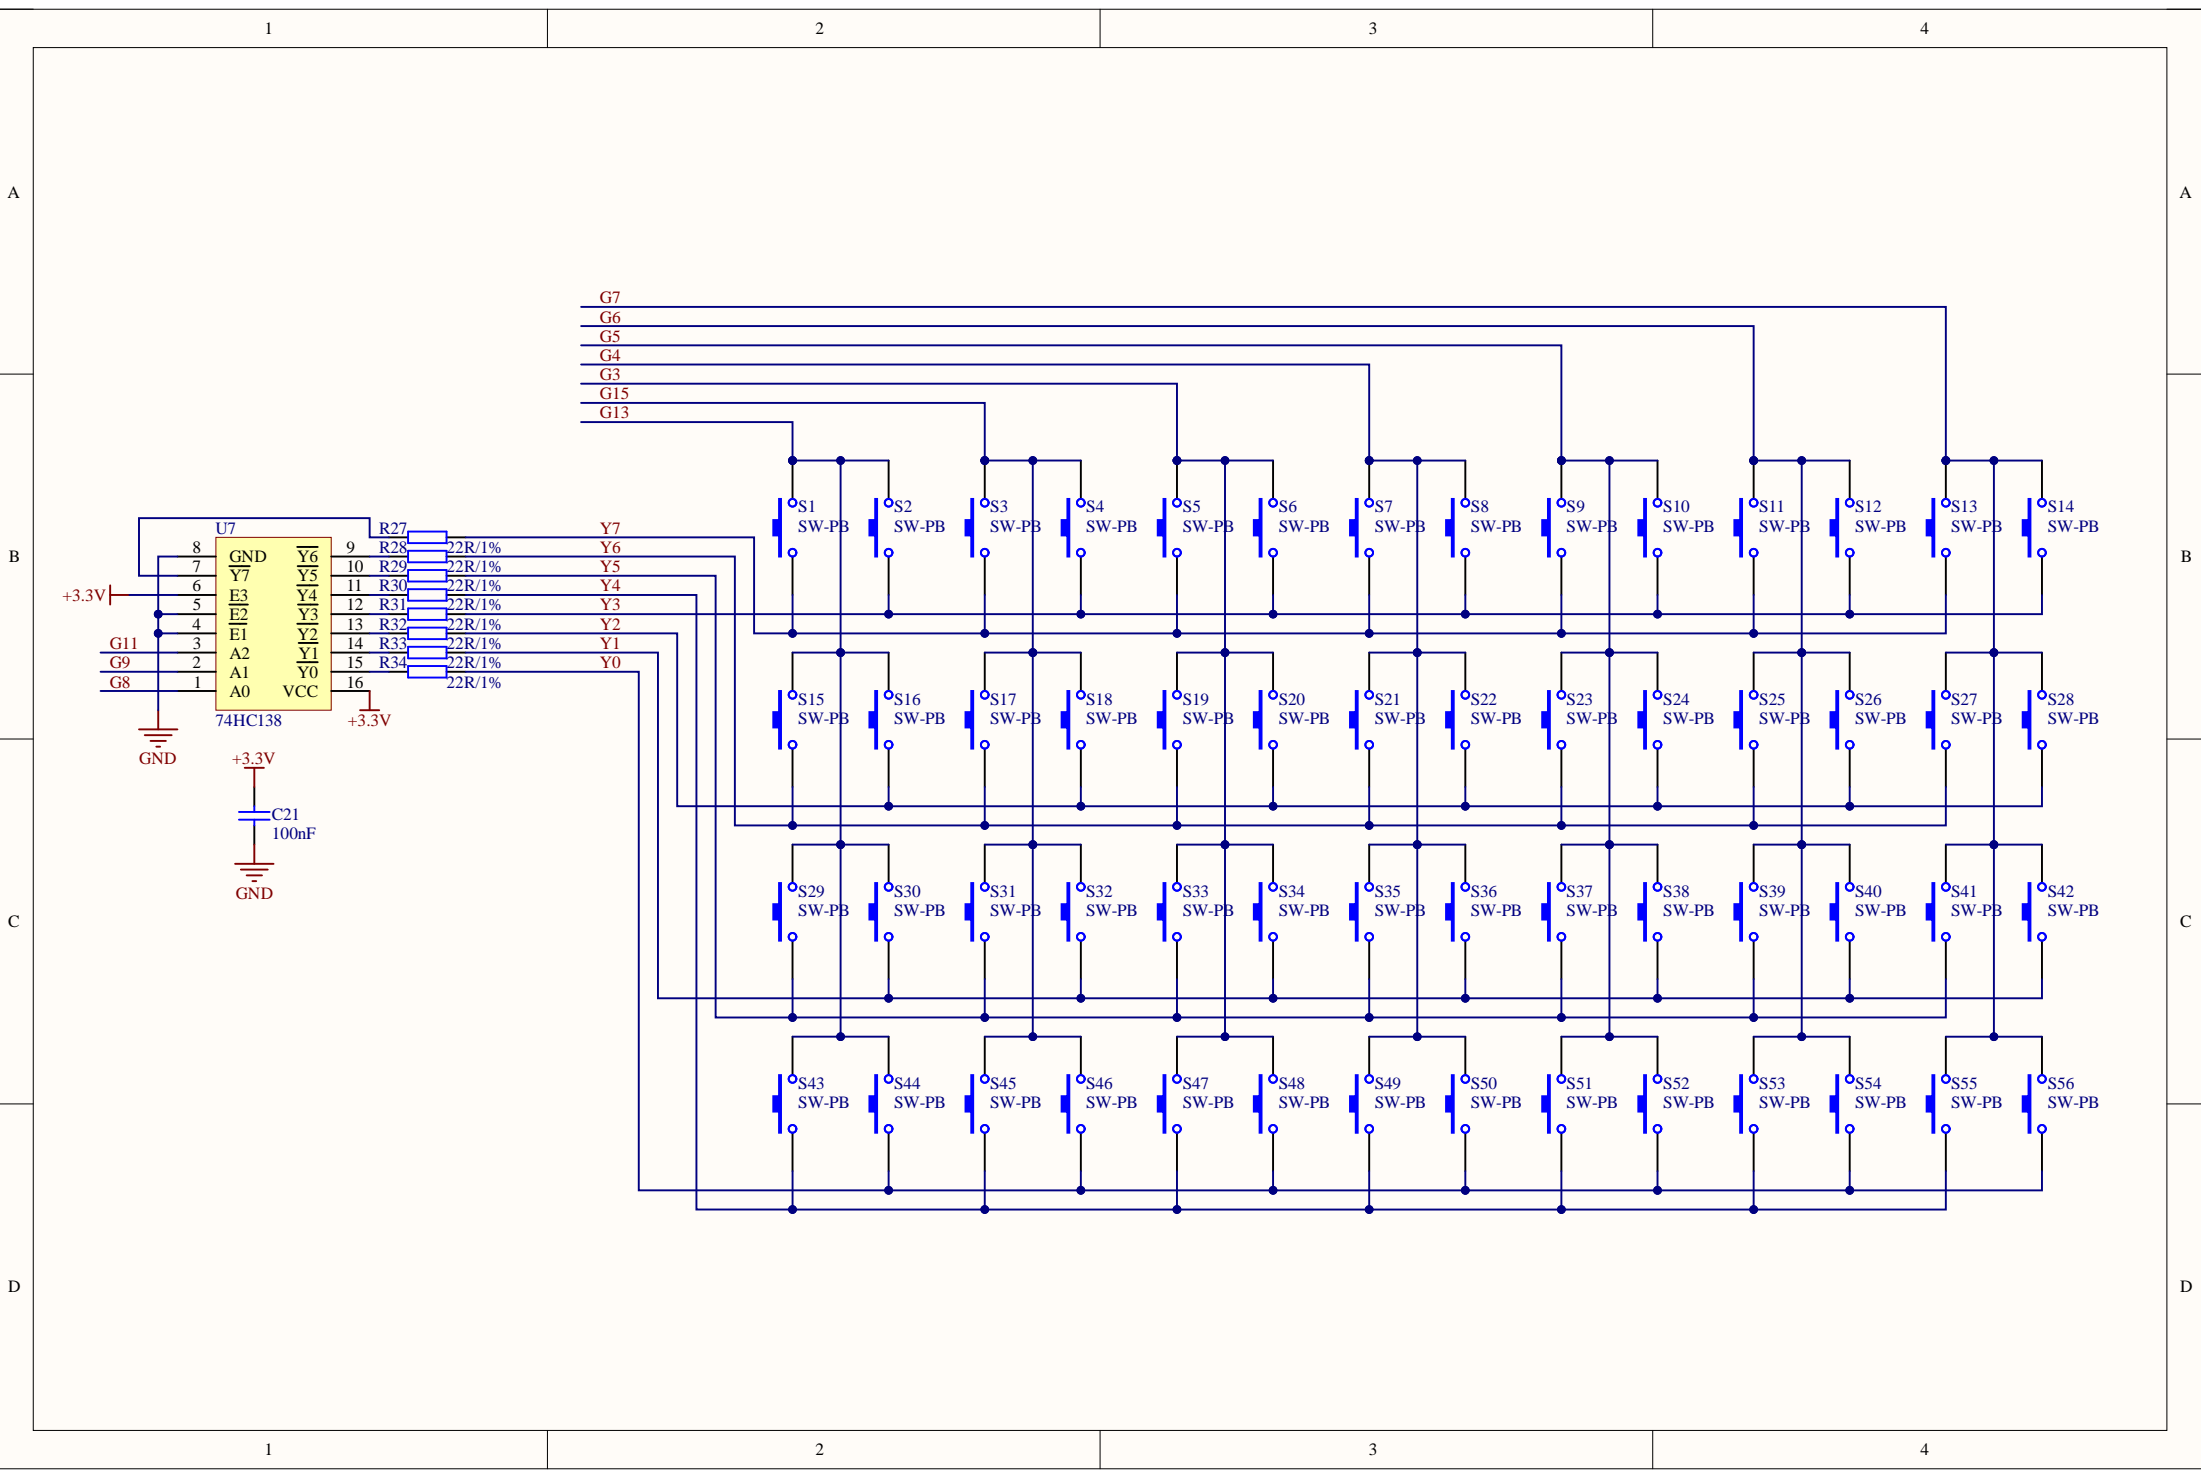 1 2 3 4
A A
G7
G6
G5
G4
G3
G15
G13
S1 S2 S3 S4 S5 S6 S7 S8 S9 S10 S11 S12 S13 S14
SW-PB SW-PB SW-PB SW-PB SW-PB SW-PB SW-PB SW-PB SW-PB SW-PB SW-PB SW-PB SW-PB SW-PB
U7 R27 Y7
8 GND Y6 9 R28 22R/1% Y6
B B
7 Y7 Y5 10 R29 22R/1% Y5
+3.3V 6 E3 Y4 11 R30 22R/1% Y4
5 E2 Y3 12 R31 22R/1% Y3
4 E1 Y2 13 R32 22R/1% Y2
G11 3 A2 Y1 14 R33 22R/1% Y1
G9 2 A1 Y0 15 R34 22R/1% Y0
G8 1 A0 VCC 16 22R/1%
74HC138 +3.3V
S15 S16 S17 S18 S19 S20 S21 S22 S23 S24 S25 S26 S27 S28
SW-PB SW-PB SW-PB SW-PB SW-PB SW-PB SW-PB SW-PB SW-PB SW-PB SW-PB SW-PB SW-PB SW-PB
GND +3.3V
C21
100nF
GND
S29 S30 S31 S32 S33 S34 S35 S36 S37 S38 S39 S40 S41 S42
SW-PB SW-PB SW-PB SW-PB SW-PB SW-PB SW-PB SW-PB SW-PB SW-PB SW-PB SW-PB SW-PB SW-PB
C C
S43 S44 S45 S46 S47 S48 S49 S50 S51 S52 S53 S54 S55 S56
SW-PB SW-PB SW-PB SW-PB SW-PB SW-PB SW-PB SW-PB SW-PB SW-PB SW-PB SW-PB SW-PB SW-PB
D D
1 2 3 4